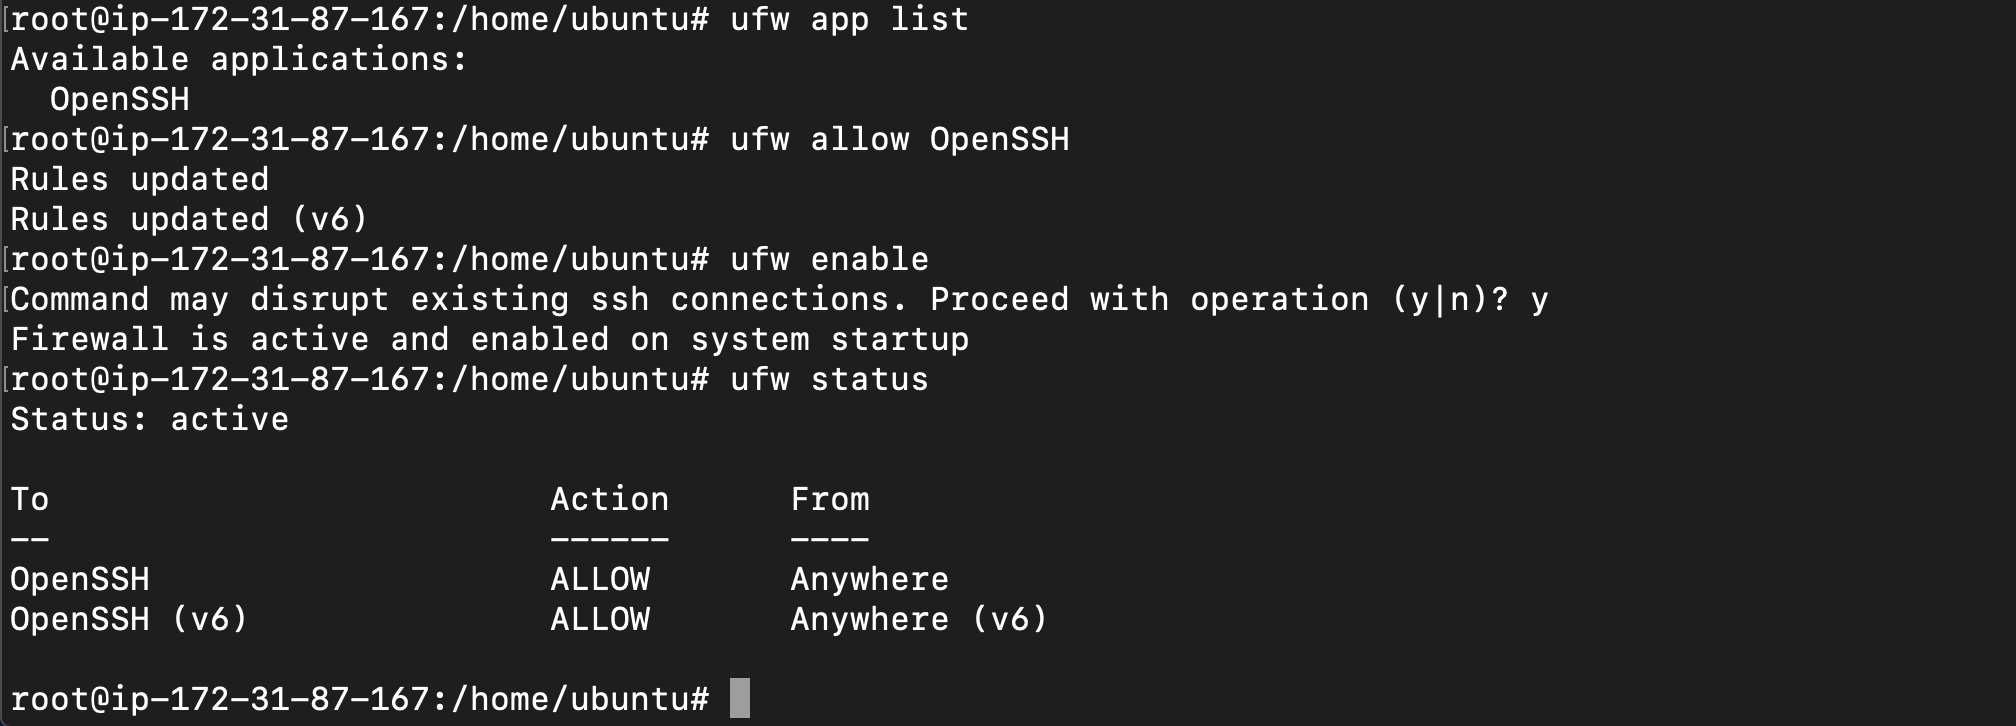 [root@ip-172-31-87-167:/home/ubuntu# ufw app list
Available applications:
  OpenSSH
[root@ip-172-31-87-167:/home/ubuntu# ufw allow OpenSSH
Rules updated
Rules updated (v6)
[root@ip-172-31-87-167:/home/ubuntu# ufw enable
[Command may disrupt existing ssh connections. Proceed with operation (y|n)? y
Firewall is active and enabled on system startup
[root@ip-172-31-87-167:/home/ubuntu# ufw status
Status: active

To                         Action      From
--                         ------      ----
OpenSSH                    ALLOW       Anywhere
OpenSSH (v6)               ALLOW       Anywhere (v6)

root@ip-172-31-87-167:/home/ubuntu#